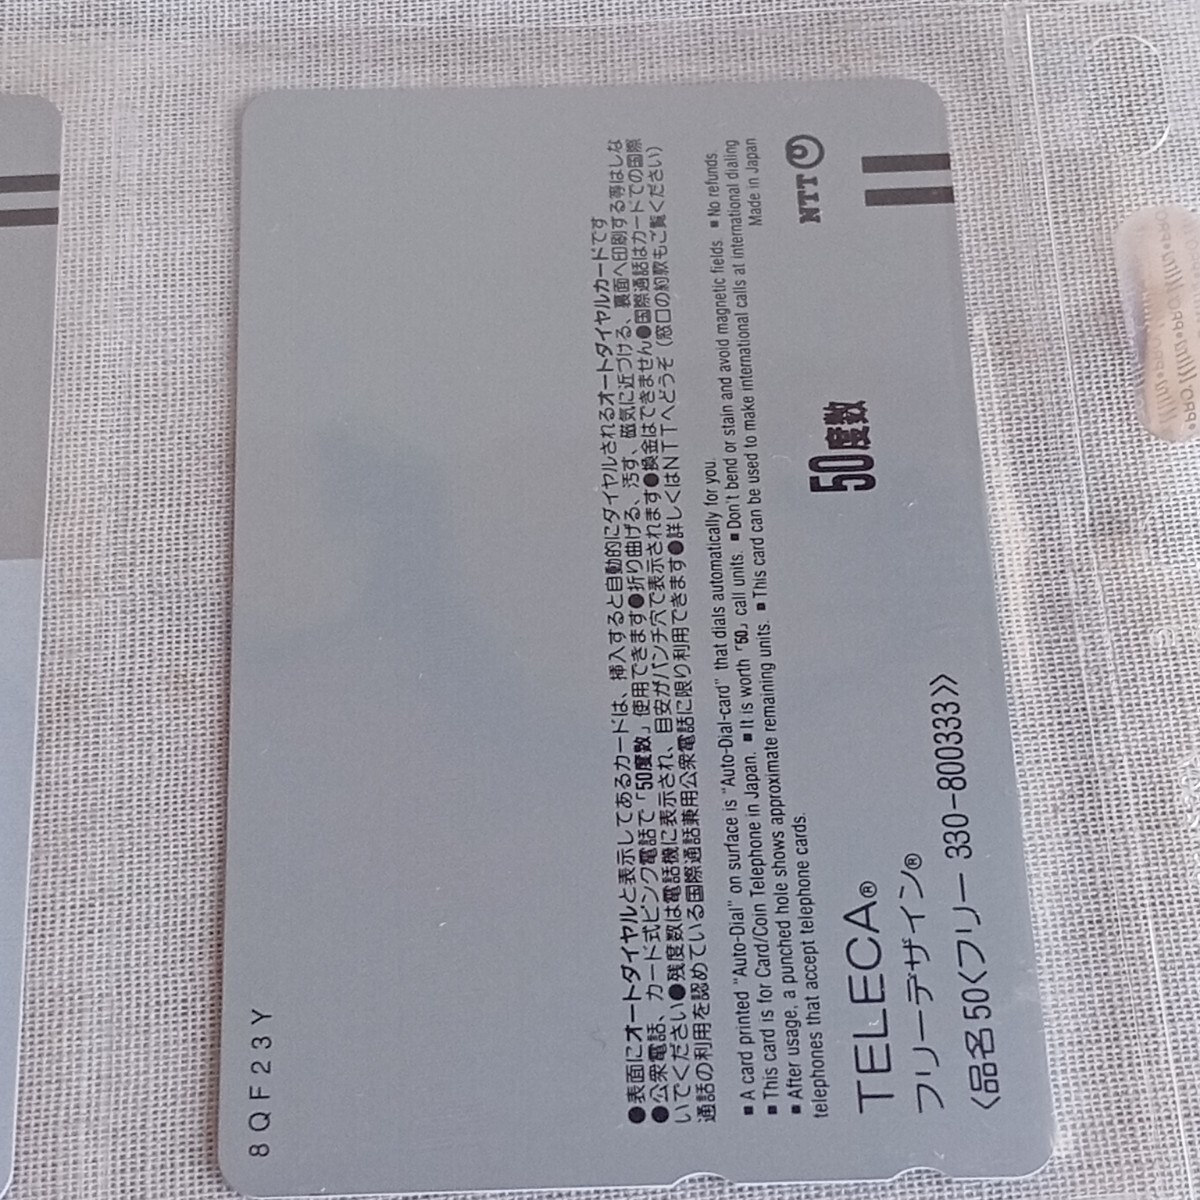 ●表面にオートダイヤルと表示してあるカードは、挿入すると自動的にダイヤルされるオートダイヤルカードです
●公衆電話、カード式ピンク電話で「50度数」使用できます●折り曲げる、汚す、磁気に近づける、裏面へ印刷する等はしな
いでください●残度数は電話機に表示され、目安がパンチ穴で表示されます●換金はできません●国際通話はカードでの国際
通話の利用を認めている国際通話兼用公衆電話に限り利用できます●詳しくはNTTへどうぞ（窓口の約款もご覧ください）
■ A card printed "Auto-Dial" on surface is "Auto-Dial-card" that dials automatically for you.
■ This card is for Card/Coin Telephone in Japan. ■ It is worth「50」call units. ■ Don't bend or stain and avoid magnetic fields. ■ No refunds.
■ After usage, a punched hole shows approximate remaining units. ■ This card can be used to make international calls at international dialing
telephones that accept telephone cards. Made in Japan
TELECA®
フリーデザイン®
〈品名 50くフリー 330-800333》
50度数
NTT
8QF23Y